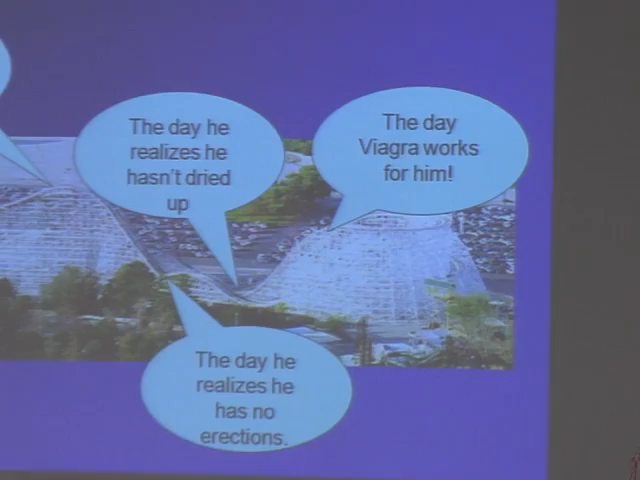 The day he
realizes he
hasn't dried
up
The day
Viagra works
for him!
The day he
realizes he
has no
erections.